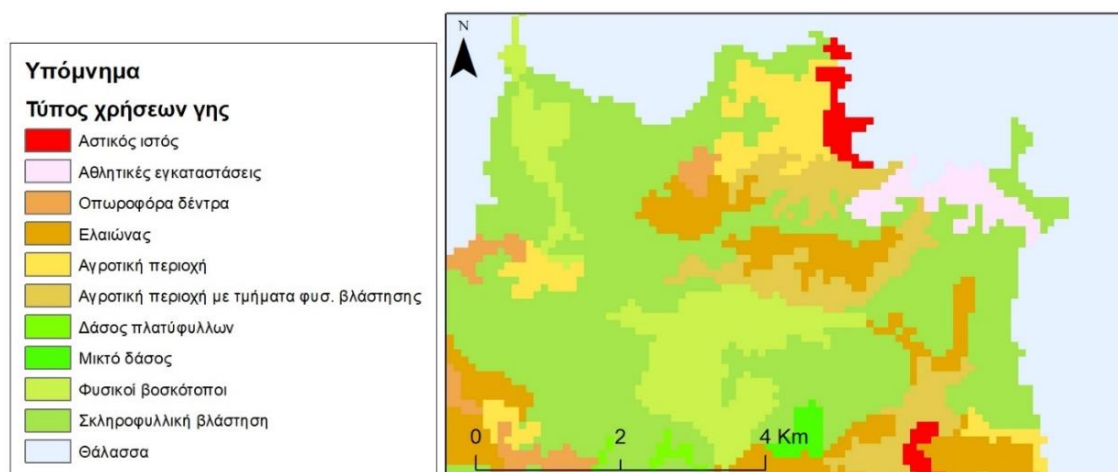 Υπόμνημα
Τύπος χρήσεων γης
Αστικός ιστός
Αθλητικές εγκαταστάσεις
Οπωροφόρα δέντρα
Ελαιώνας
Αγροτική περιοχή
Αγροτική περιοχή με τμήματα φυσ. βλάστησης
Δάσος πλατύφυλλων
Μικτό δάσος
Φυσικοί βοσκότοποι
Σκληροφυλλική βλάστηση
Θάλασσα
N
0 2 4 Km